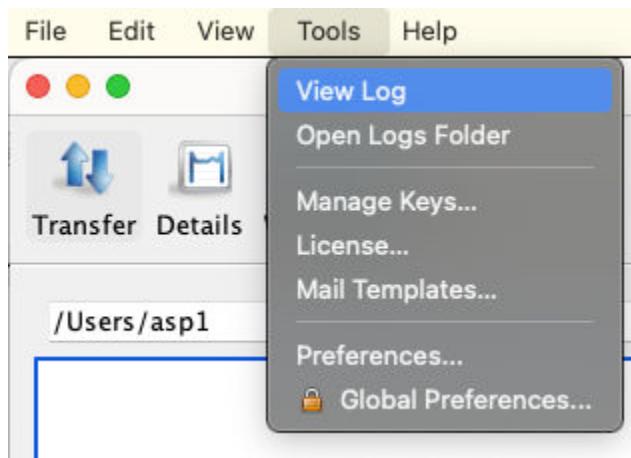 File Edit View Tools Help
View Log
Open Logs Folder
Manage Keys...
License...
Mail Templates...
Preferences...
Global Preferences...
Transfer Details
/Users/asp1